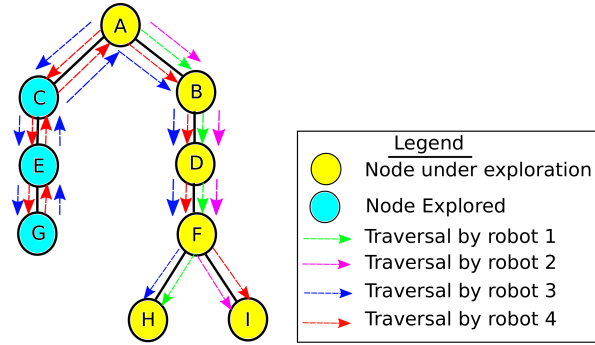 A
C
B
E
D
G
F
H
I
Legend
Node under exploration
Node Explored
Traversal by robot 1
Traversal by robot 2
Traversal by robot 3
Traversal by robot 4